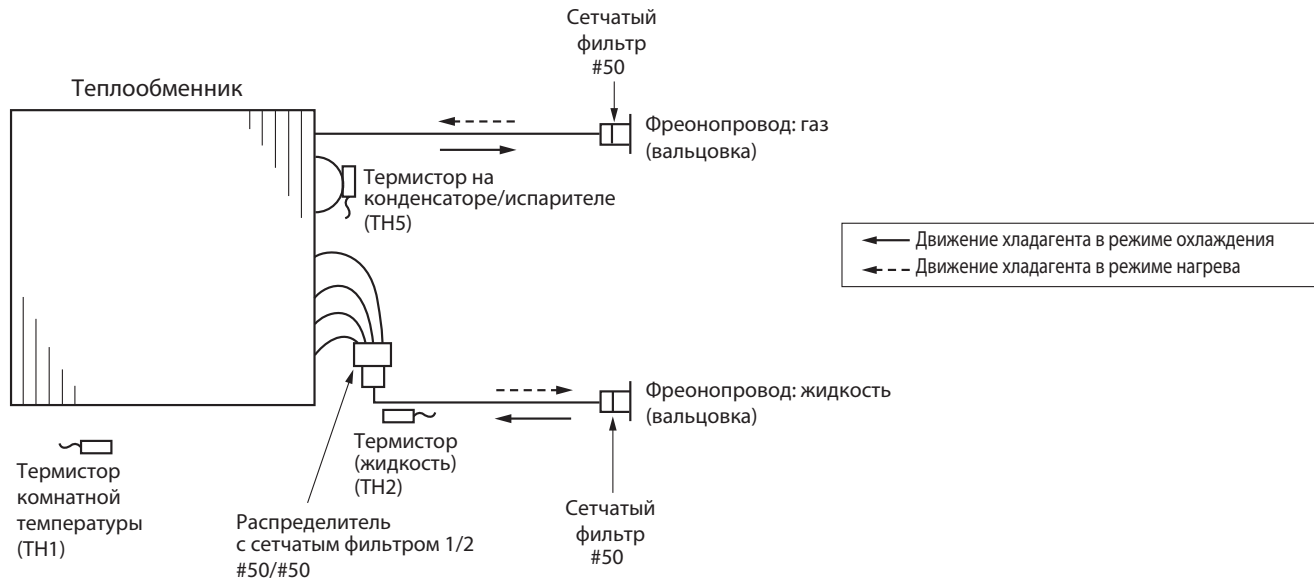 Сетчатый
фильтр
#50
Теплообменник
Фреонопровод: газ
(вальцовка)
Термистор на
конденсаторе/испарителе
(TH5)
Движение хладагента в режиме охлаждения
Движение хладагента в режиме нагрева
Фреонопровод: жидкость
(вальцовка)
Термистор
(жидкость)
(TH2)
Термистор
комнатной
температуры
(TH1)
Распределитель
с сетчатым фильтром 1/2
#50/#50
Сетчатый
фильтр
#50